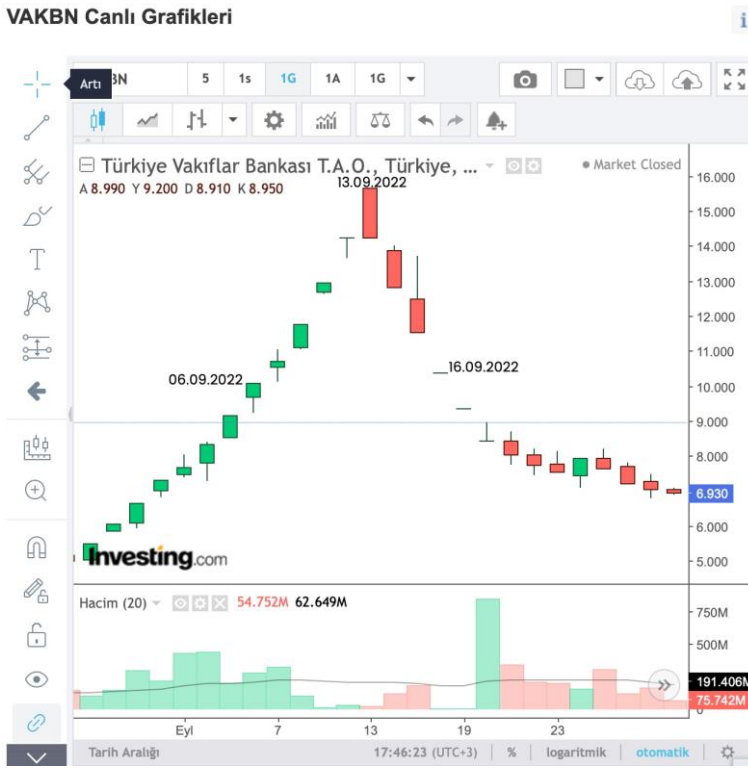 VAKBN Canlı Grafikleri
Artı
BN 5 1s 1G 1A 1G
Türkiye Vakıflar Bankası T.A.O., Türkiye, ...
Market Closed
A 8.990 Y 9.200 D 8.910 K 8.950
13.09.2022
16.000
15.000
14.000
13.000
12.000
11.000
16.09.2022
06.09.2022
10.000
9.000
8.000
6.930
6.000
Investing.com
5.000
Hacim (20) 54.752M 62.649M
750M
500M
191.406M
75.742M
0
Eyl 7 13 19 23
Tarih Aralığı 17:46:23 (UTC+3) % logaritmik otomatik